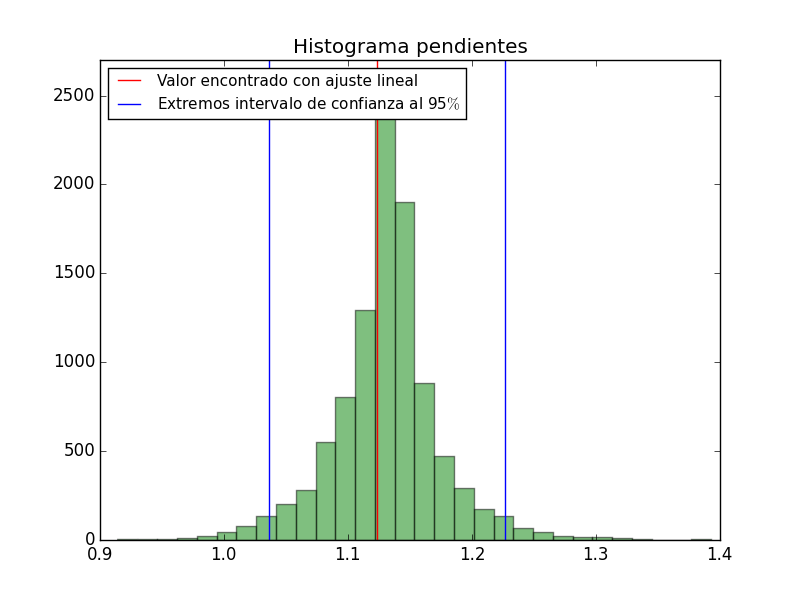 Histograma pendientes
Valor encontrado con ajuste lineal
Extremos intervalo de confianza al 95%
2500
2000
1500
1000
500
0
0.9 1.0 1.1 1.2 1.3 1.4